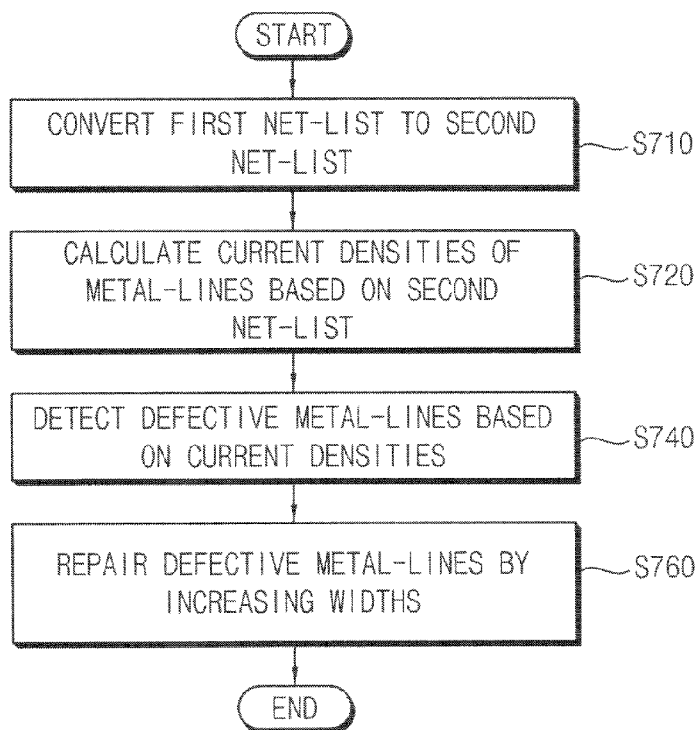 START
CONVERT FIRST NET-LIST TO SECOND
NET-LIST
S710
CALCULATE CURRENT DENSITIES OF
METAL-LINES BASED ON SECOND
NET-LIST
S720
DETECT DEFECTIVE METAL-LINES BASED
ON CURRENT DENSITIES
S740
REPAIR DEFECTIVE METAL-LINES BY
INCREASING WIDTHS
S760
END